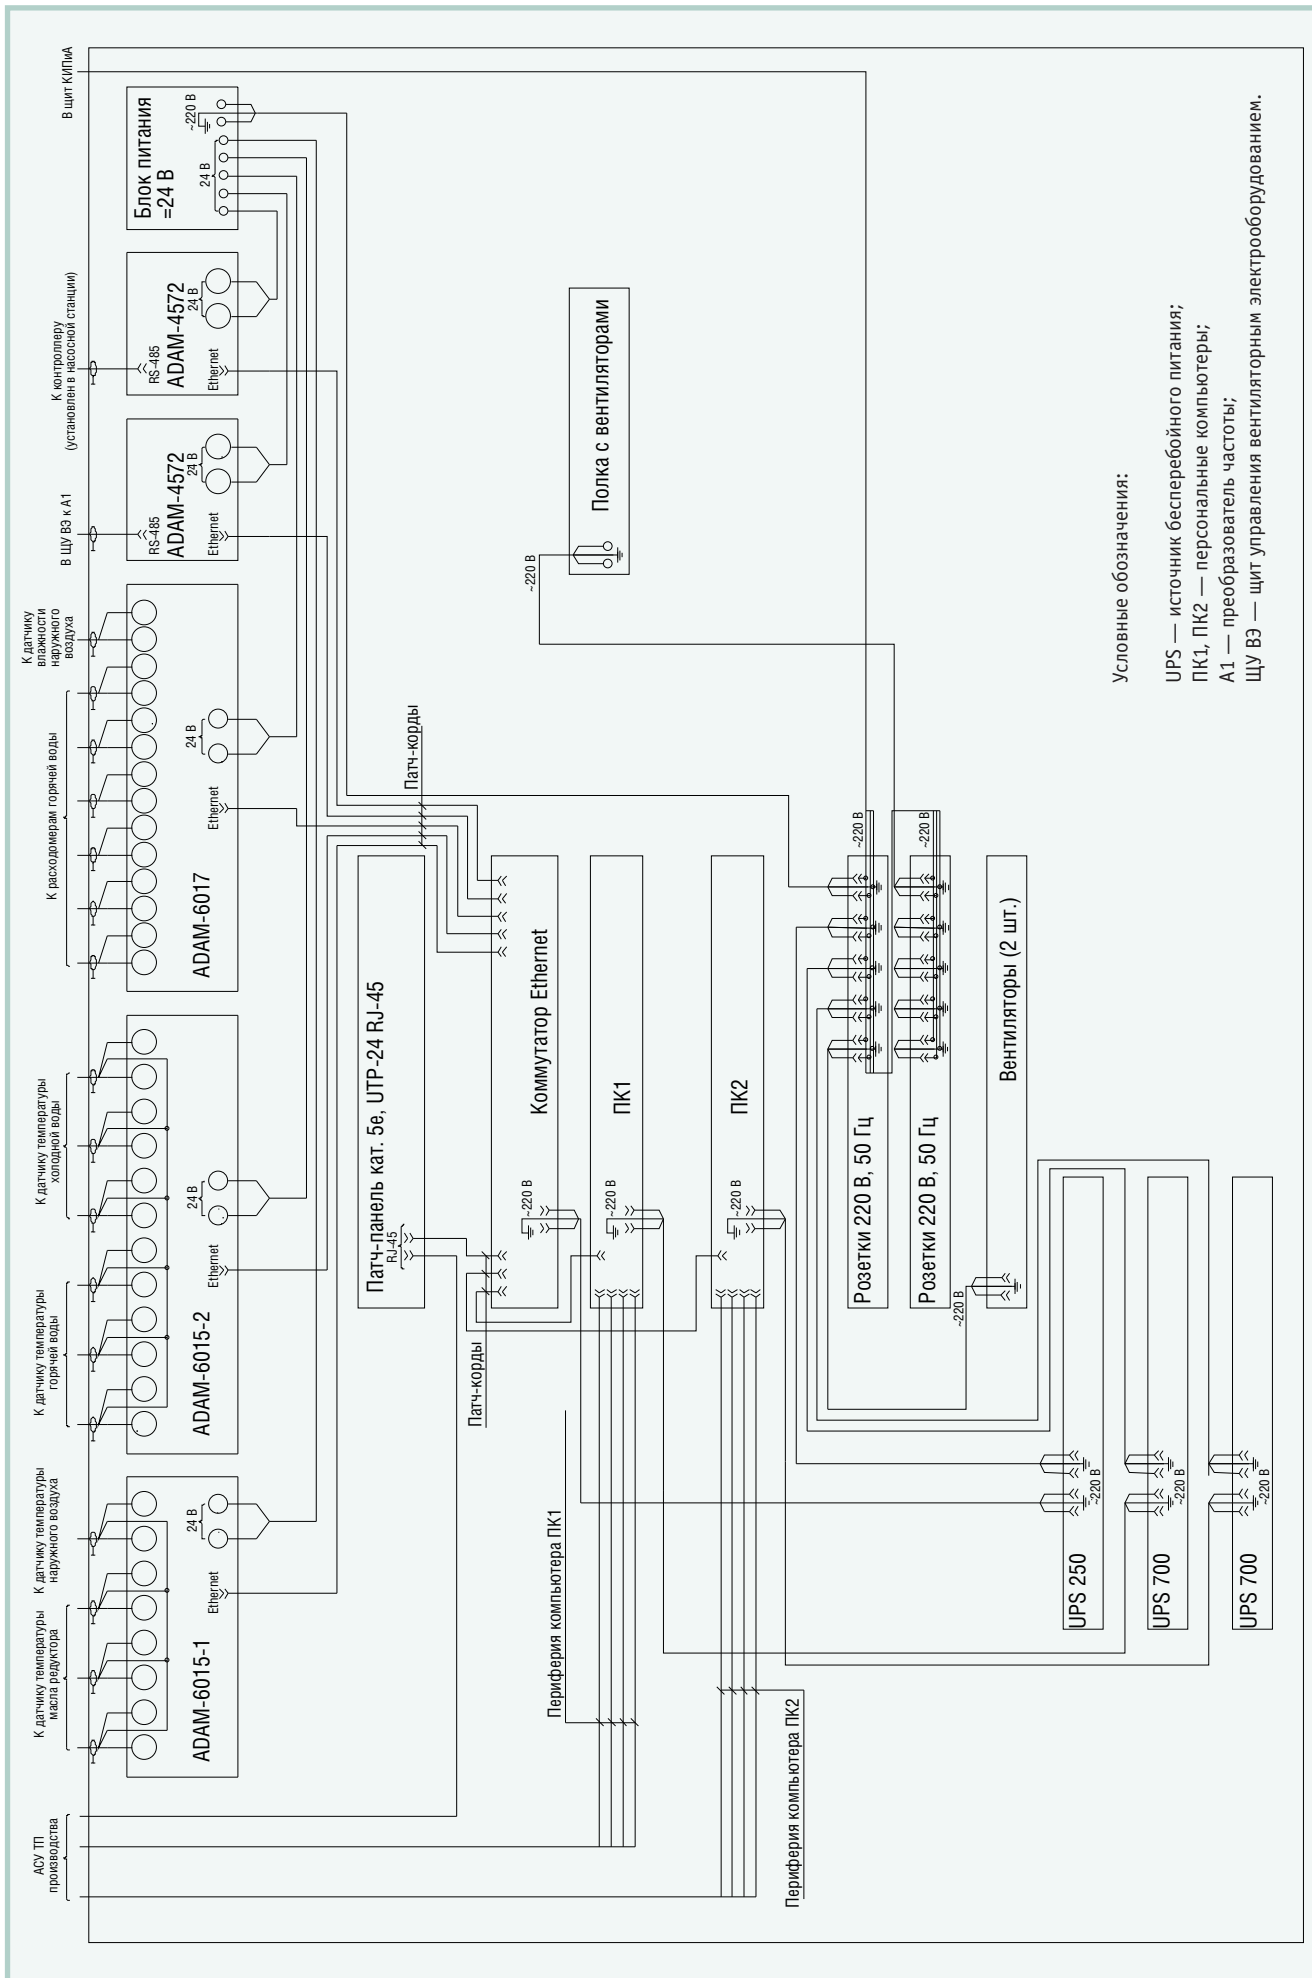 АСУ ТП
производства
К датчику температуры
масла редуктора
К датчику температуры
наружного воздуха
К датчику температуры
горячей воды
К датчику температуры
холодной воды
К расходомерам горячей воды
К датчику
влажности
наружного
воздуха
В ЩУ ВЭ к А1
К контроллеру
(установлен в насосной станции)
В щит КИПиА
ADAM-6015-1
Ethernet
24 В
ADAM-6015-2
Ethernet
24 В
ADAM-6017
Ethernet
24 В
RS-485
ADAM-4572
24 В
Ethernet
RS-485
ADAM-4572
24 В
Ethernet
Блок питания
=24 В
24 В
~220 В
Патч-панель кат. 5е, UTP-24 RJ-45
RJ-45
Патч-корды
Патч-корды
Коммутатор Ethernet
~220 В
Полка с вентиляторами
~220 В
Периферия компьютера ПК1
ПК1
~220 В
Периферия компьютера ПК2
ПК2
~220 В
Розетки 220 В, 50 Гц
~220 В
Розетки 220 В, 50 Гц
~220 В
Вентиляторы (2 шт.)
~220 В
UPS 250
~220 В
UPS 700
~220 В
UPS 700
~220 В
Условные обозначения:
UPS — источник бесперебойного питания;
ПК1, ПК2 — персональные компьютеры;
А1 — преобразователь частоты;
ЩУ ВЭ — щит управления вентиляторным электрооборудованием.